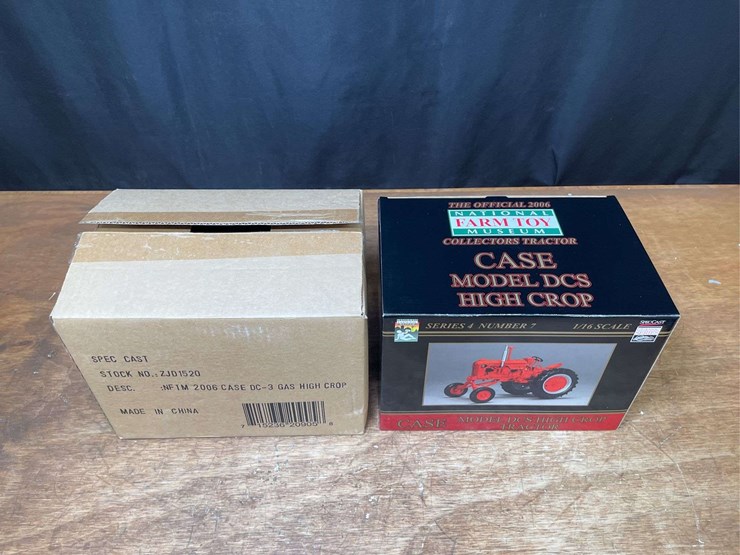 SPEC CAST
STOCK NO.:ZJD1520
DESC. :NFTM 2006 CASE DC-3 GAS HIGH CROP
MADE IN CHINA
THE OFFICIAL 2006
NATIONAL
FARM TOY
MUSEUM
COLLECTORS TRACTOR
CASE
MODEL DCS
HIGH CROP
SERIES 4 NUMBER 7
1/16 SCALE
SPECCAST
CASE
MODEL DCS HIGH CROP
TRACTOR